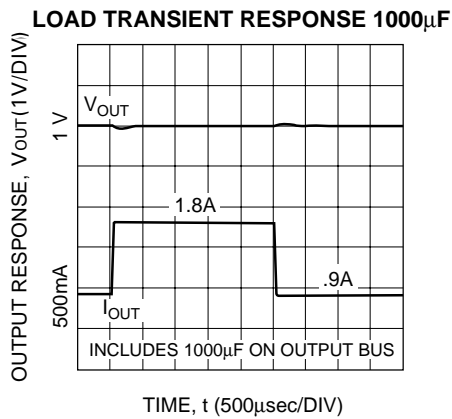 LOAD TRANSIENT RESPONSE 1000µF
OUTPUT RESPONSE, VOUT (1V/DIV)
1 V
500mA
VOUT
1.8A
.9A
IOUT
INCLUDES 1000µF ON OUTPUT BUS
TIME, t (500µsec/DIV)